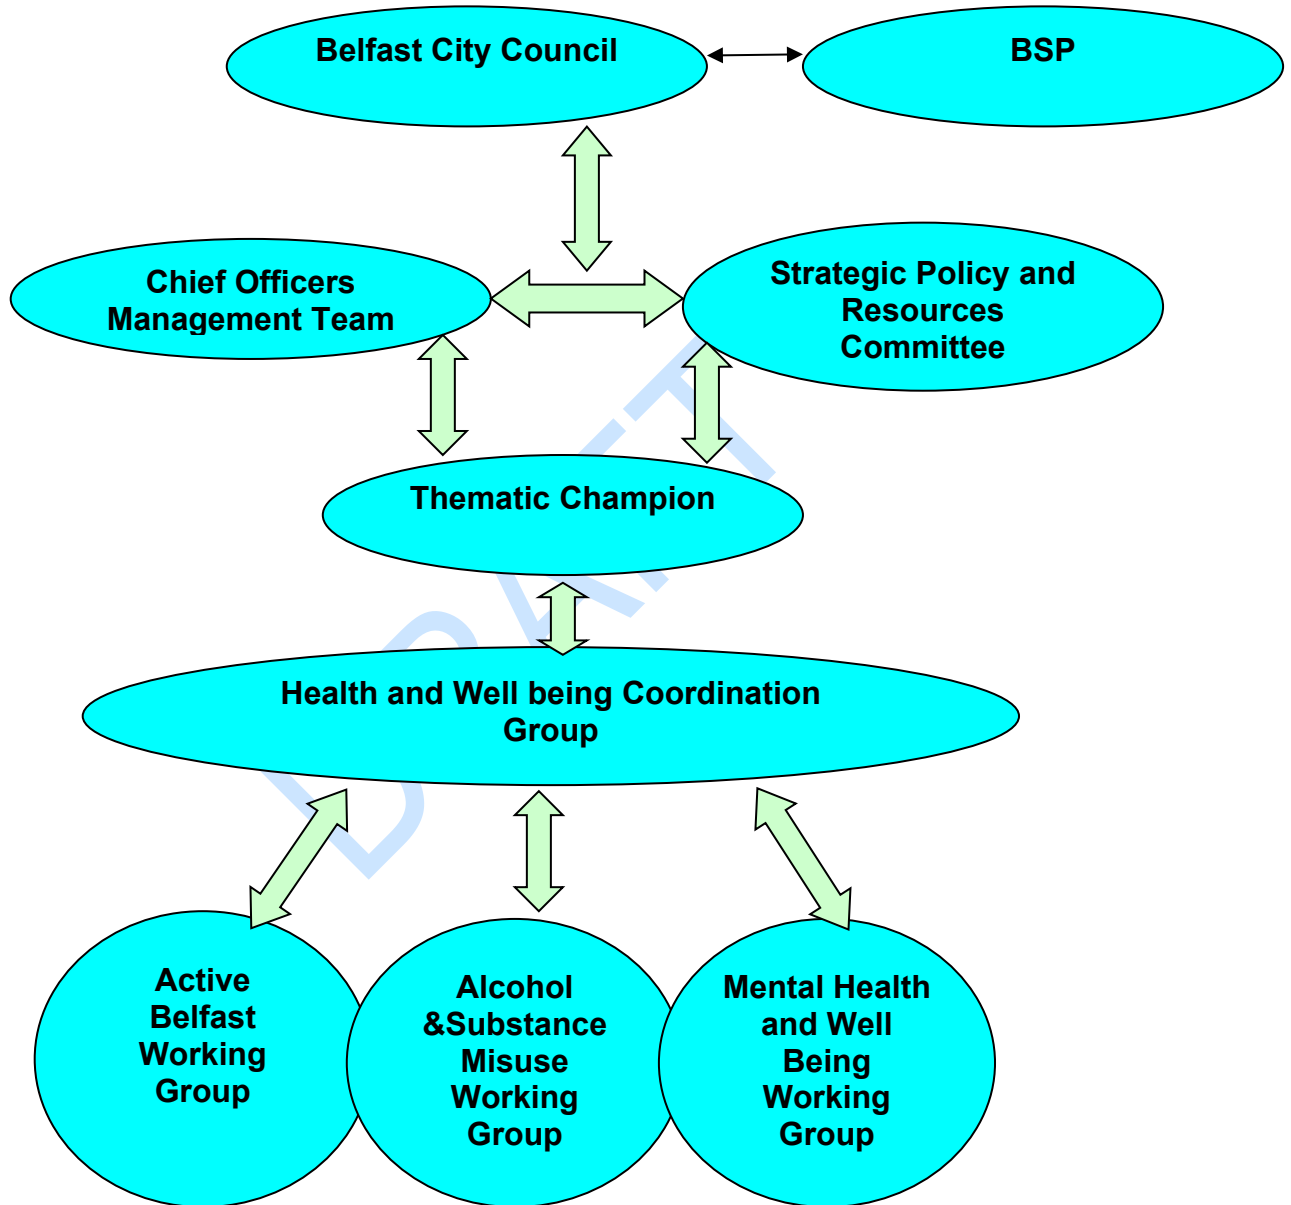 Belfast City Council
BSP
Chief Officers
Management Team
Strategic Policy and
Resources
Committee
Thematic Champion
Health and Well being Coordination
Group
Active
Belfast
Working
Group
Alcohol
&Substance
Misuse
Working
Group
Mental Health
and Well
Being
Working
Group
DRAFT